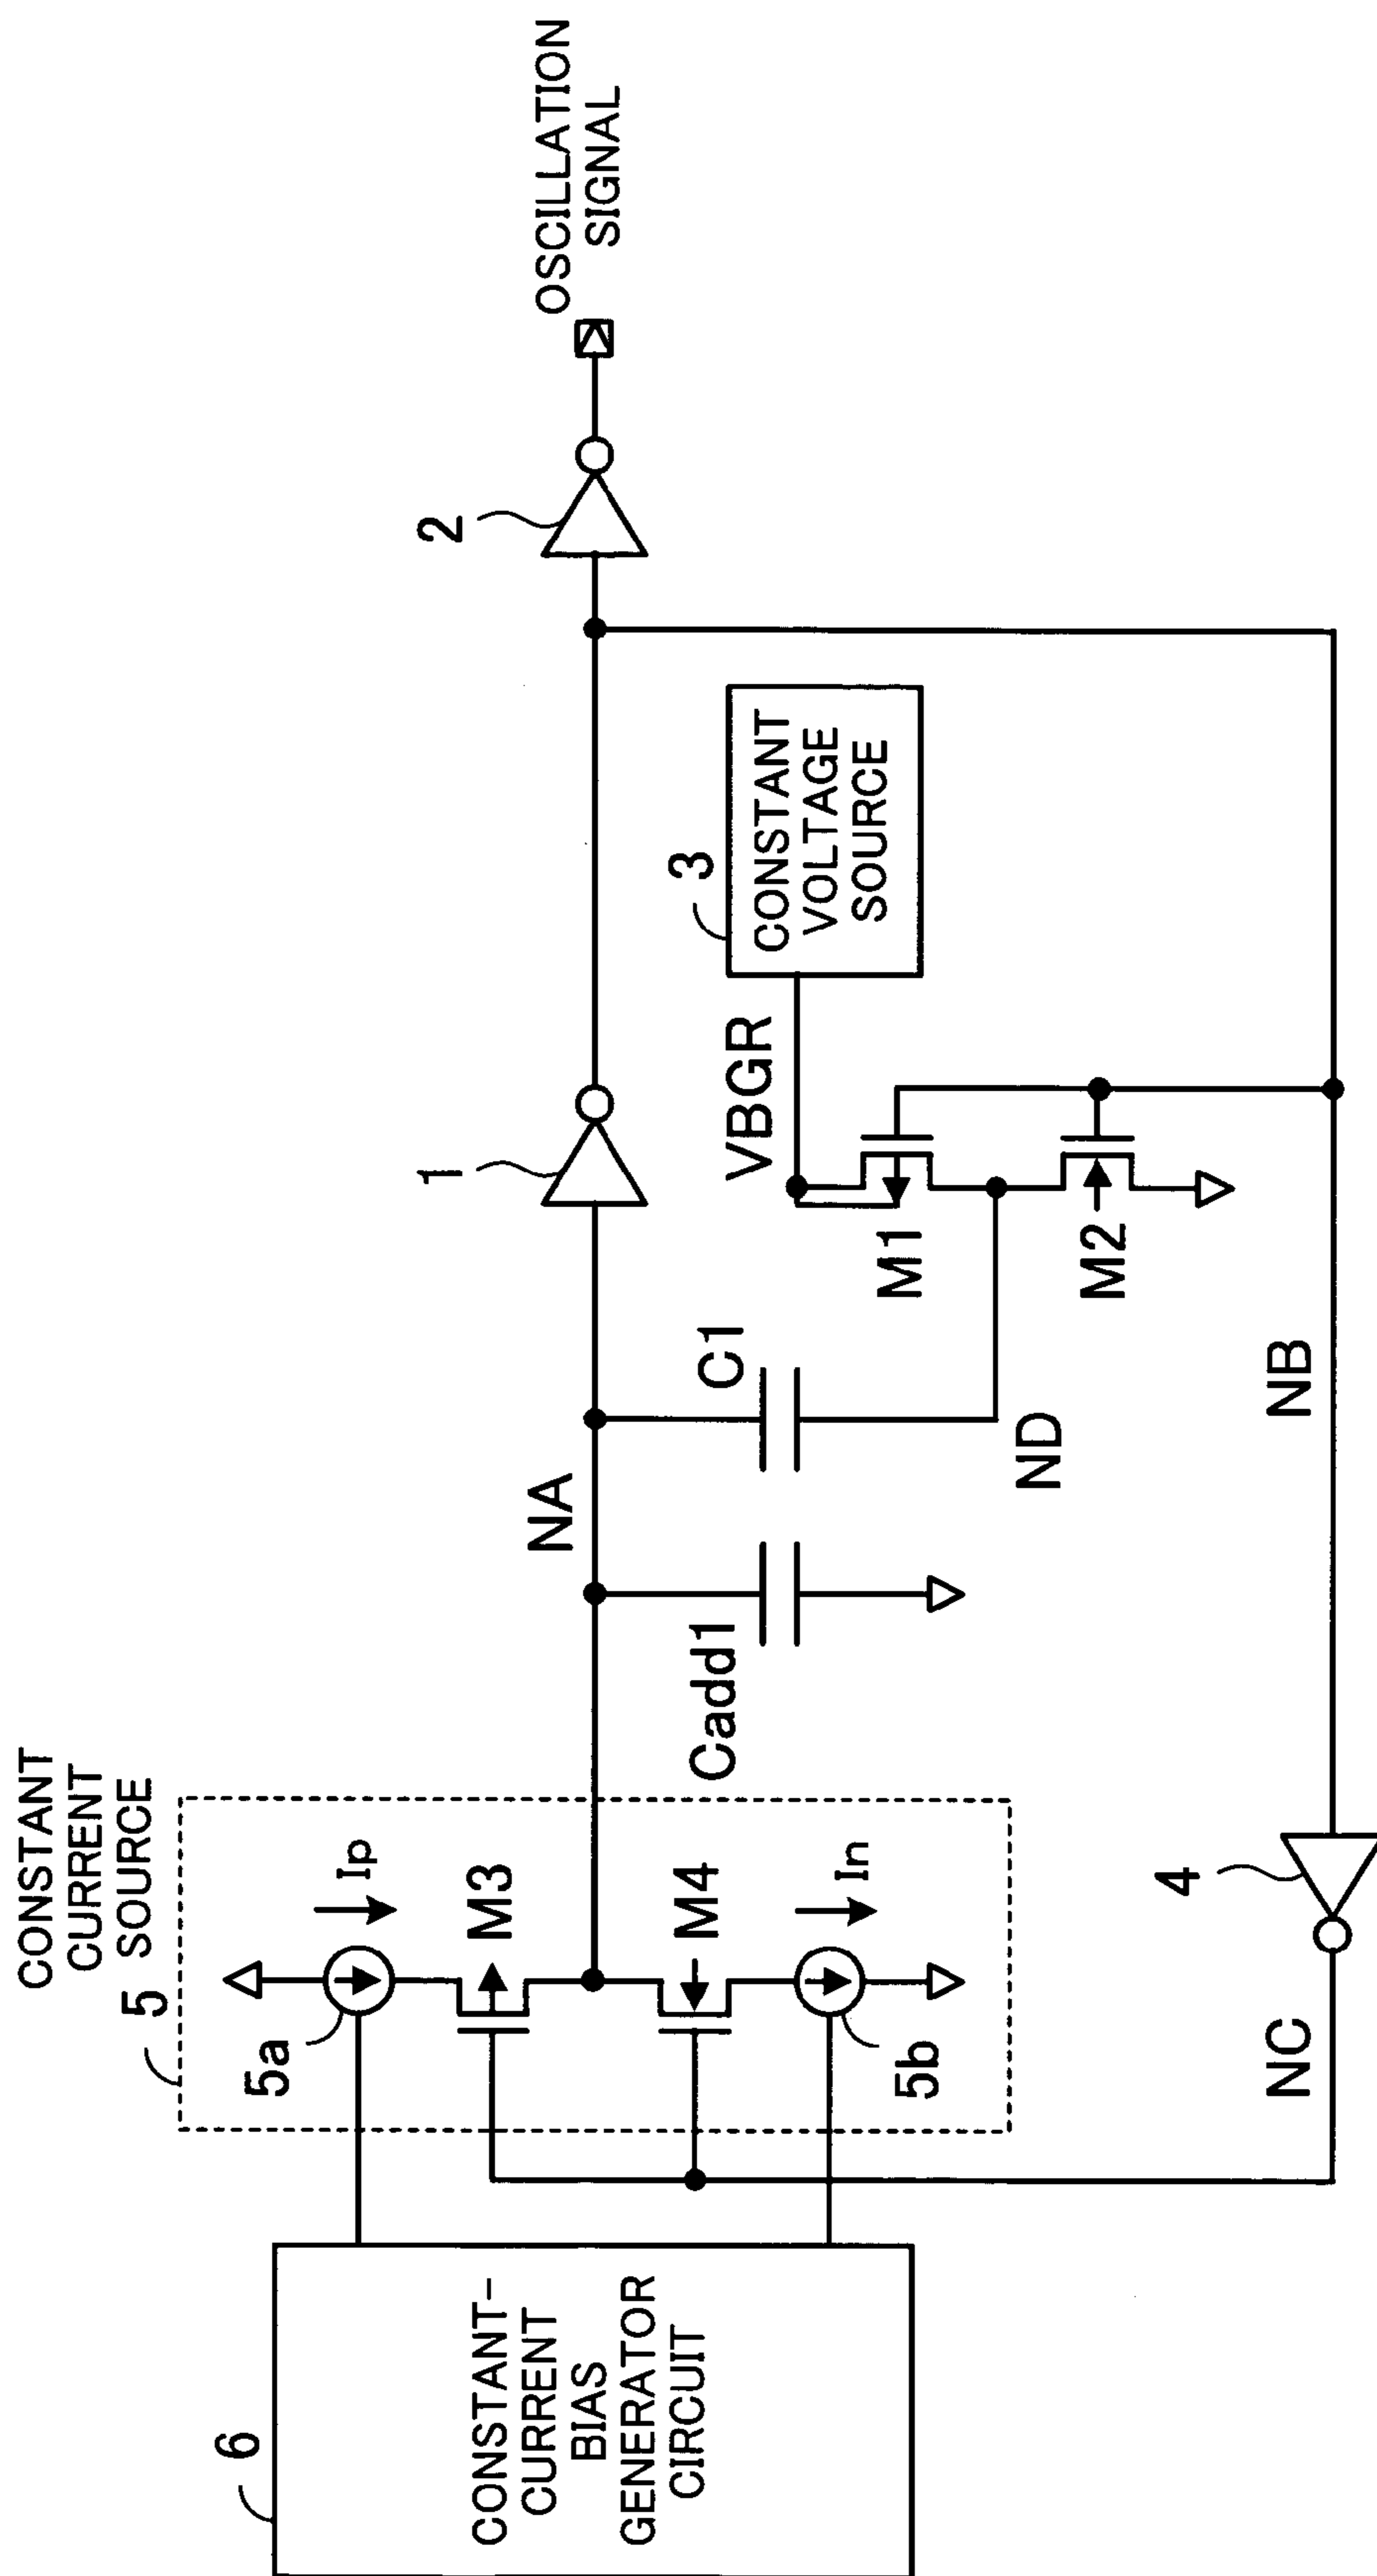 CONSTANT
CURRENT
SOURCE
5
5a
Ip
M3
M4
5b
In
6
CONSTANT-
CURRENT
BIAS
GENERATOR
CIRCUIT
NA
Cadd1
C1
ND
1
2
OSCILLATION
SIGNAL
3
CONSTANT
VOLTAGE
SOURCE
VBGR
M1
M2
NB
4
NC